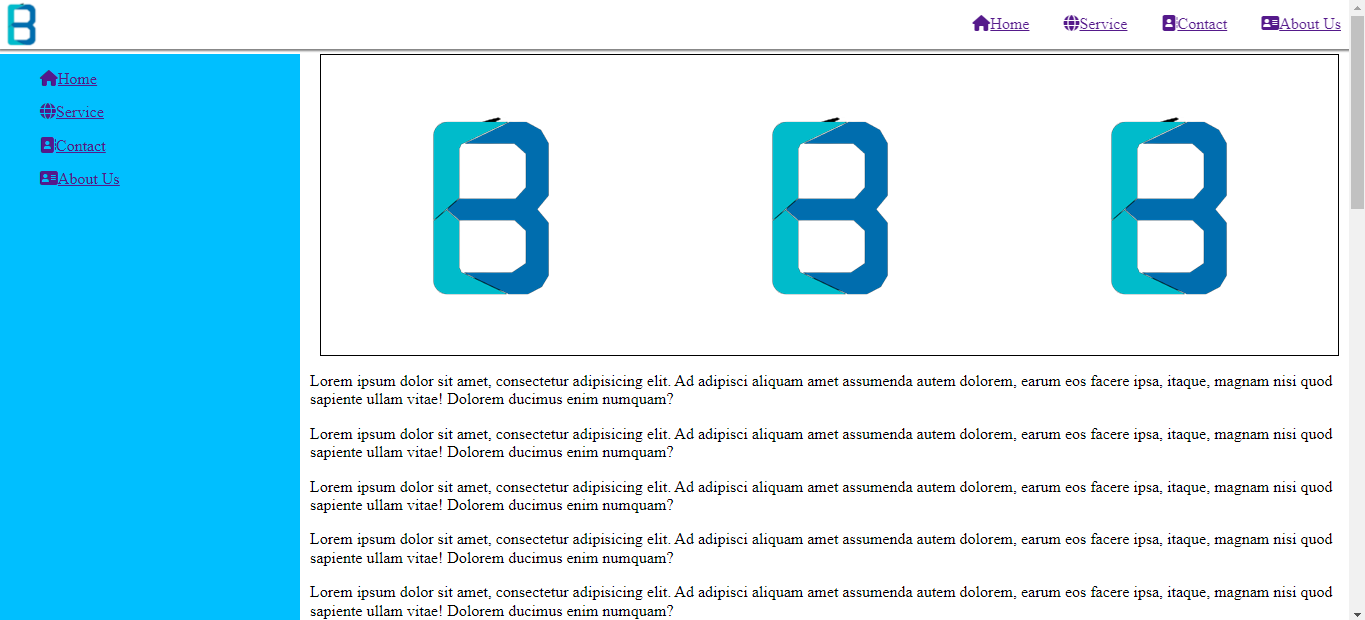 B
Home Service Contact About Us
Home
Service
Contact
About Us
B B B
Lorem ipsum dolor sit amet, consectetur adipisicing elit. Ad adipisci aliquam amet assumenda autem dolorem, earum eos facere ipsa, itaque, magnam nisi quod
sapiente ullam vitae! Dolorem ducimus enim numquam?
Lorem ipsum dolor sit amet, consectetur adipisicing elit. Ad adipisci aliquam amet assumenda autem dolorem, earum eos facere ipsa, itaque, magnam nisi quod
sapiente ullam vitae! Dolorem ducimus enim numquam?
Lorem ipsum dolor sit amet, consectetur adipisicing elit. Ad adipisci aliquam amet assumenda autem dolorem, earum eos facere ipsa, itaque, magnam nisi quod
sapiente ullam vitae! Dolorem ducimus enim numquam?
Lorem ipsum dolor sit amet, consectetur adipisicing elit. Ad adipisci aliquam amet assumenda autem dolorem, earum eos facere ipsa, itaque, magnam nisi quod
sapiente ullam vitae! Dolorem ducimus enim numquam?
Lorem ipsum dolor sit amet, consectetur adipisicing elit. Ad adipisci aliquam amet assumenda autem dolorem, earum eos facere ipsa, itaque, magnam nisi quod
sapiente ullam vitae! Dolorem ducimus enim numquam?